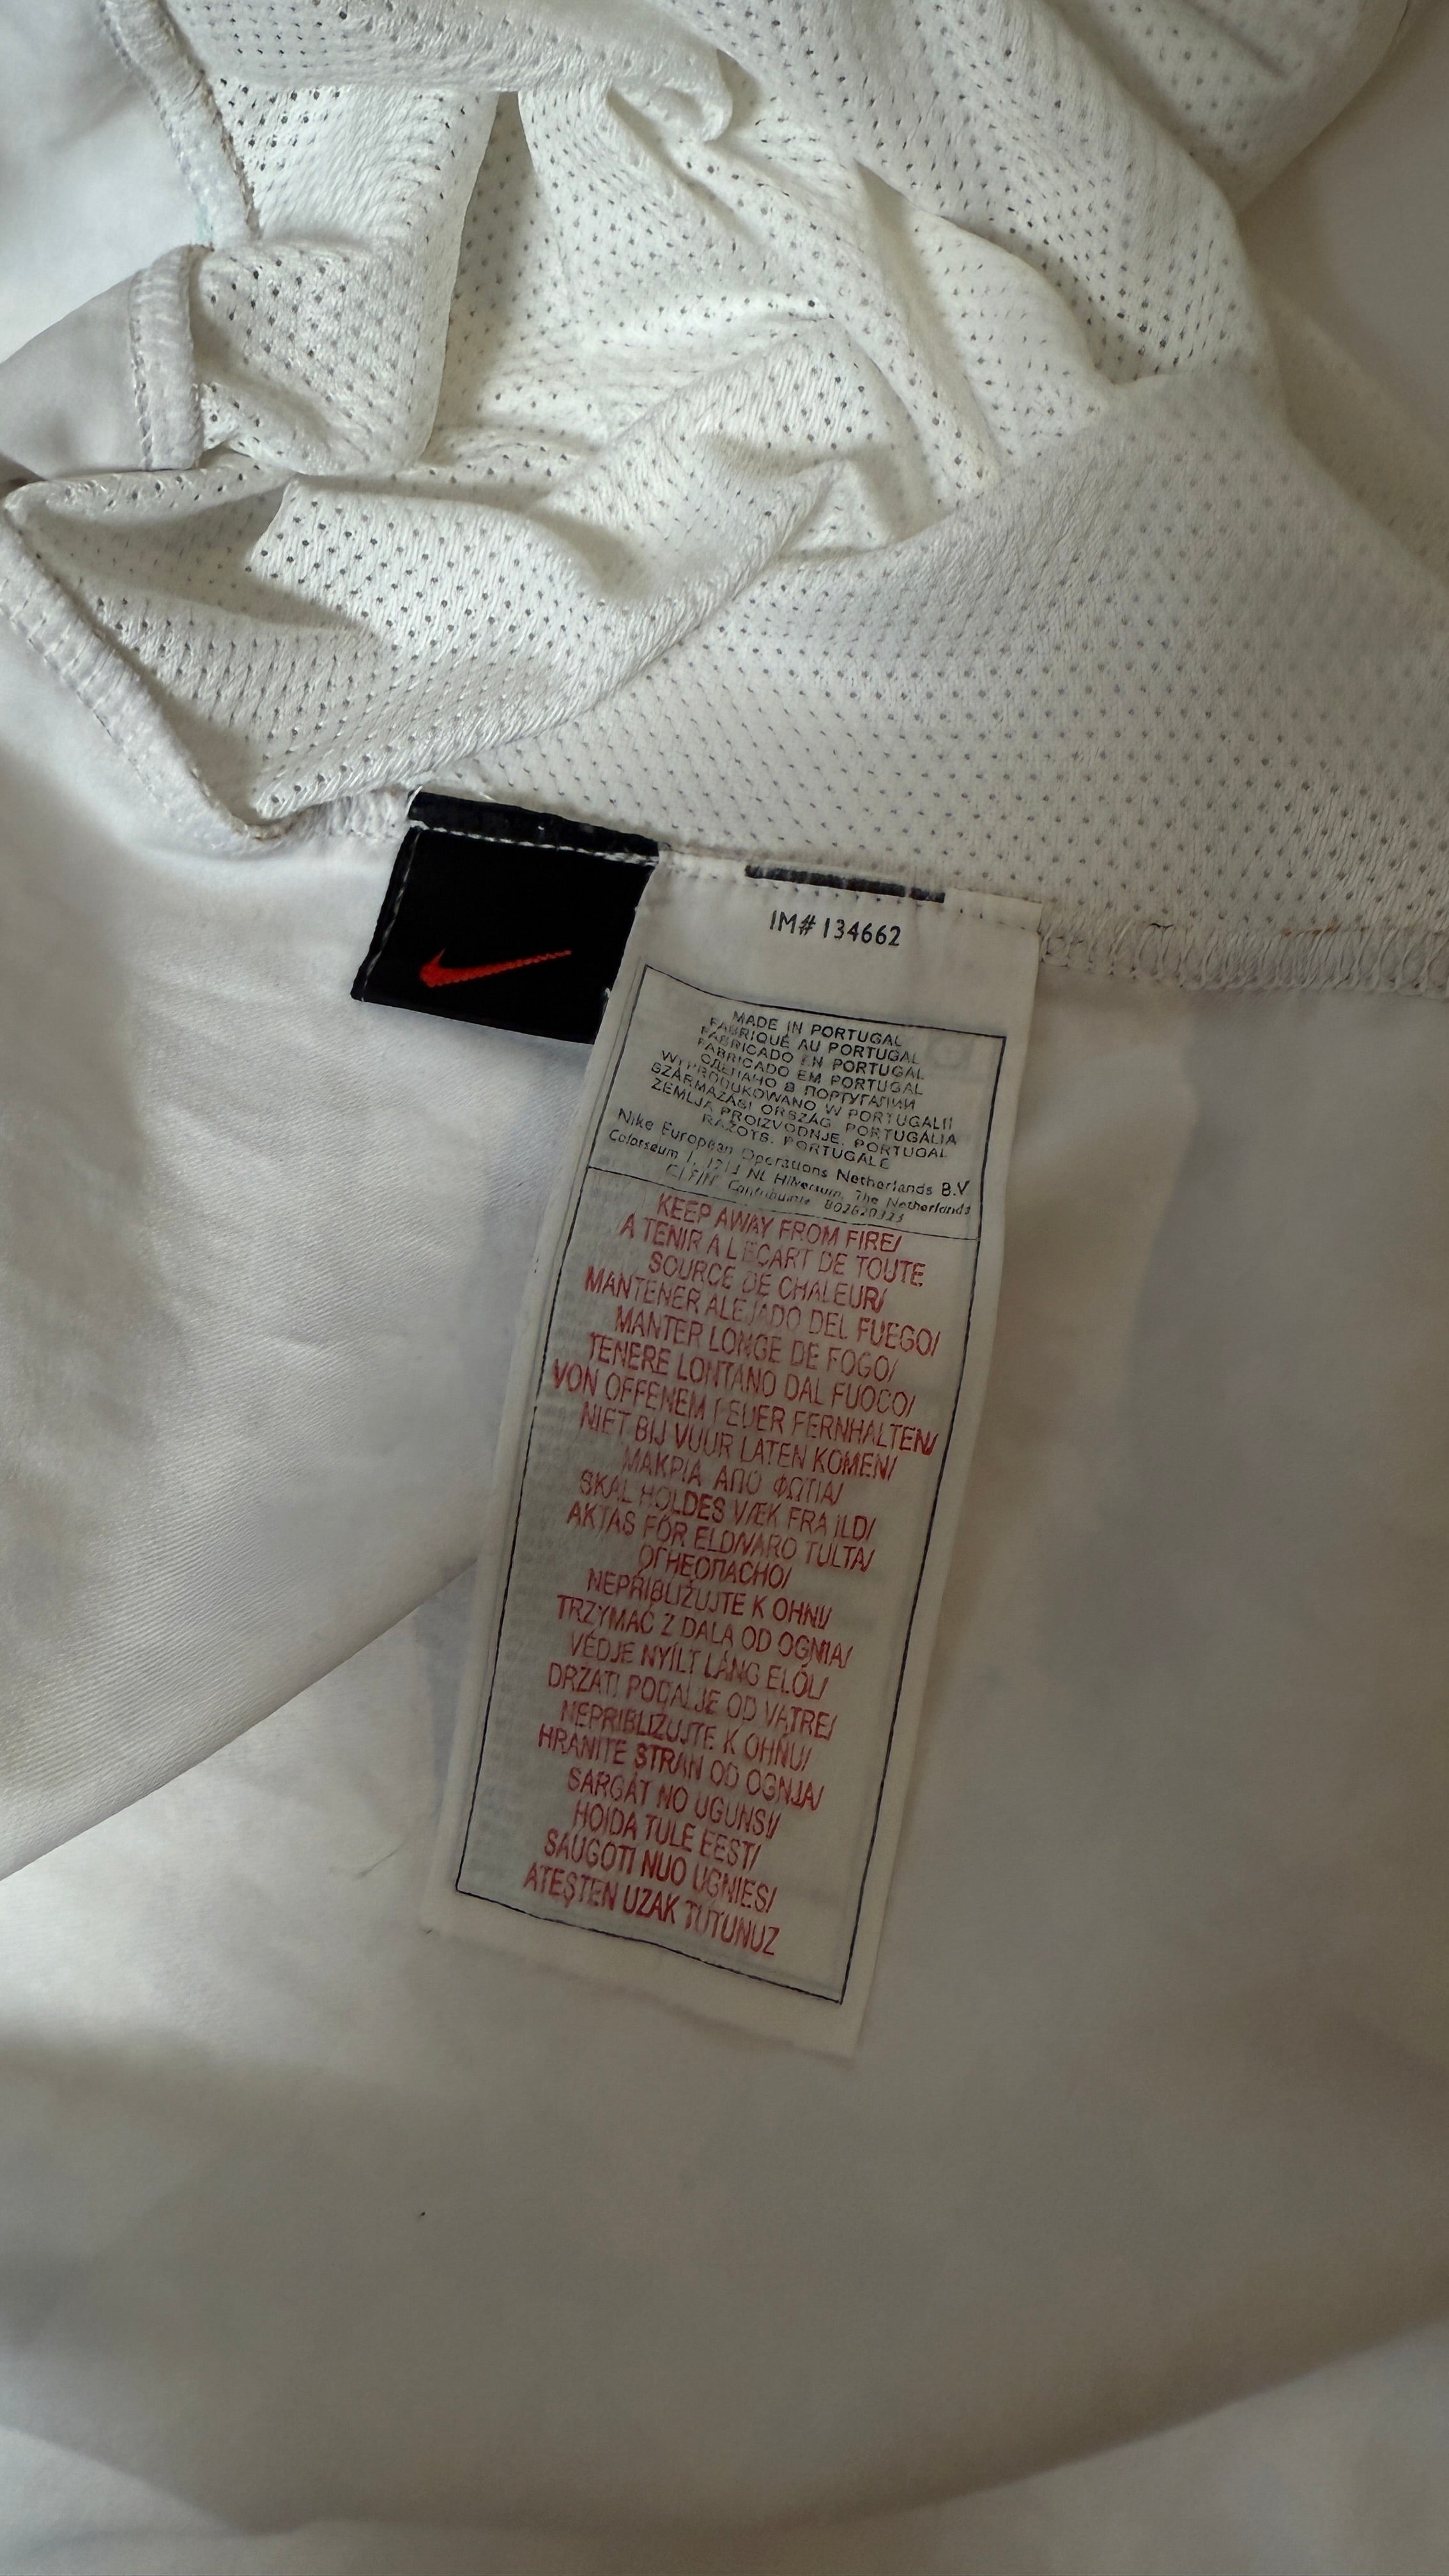 IM# 134662
MADE IN PORTUGAL
FABRIQUÉ AU PORTUGAL
FABRICADO EN PORTUGAL
FABRICADO EM PORTUGAL
СДЕЛАНО В ПОРТУГАЛИИ
WYPRODUKOWANO W PORTUGALII
SZÁRMAZÁSI ORSZÁG, PORTUGÁLIA
ZEMLJA PROIZVODNJE, PORTUGAL
RAŽOTS, PORTUGALE
Nike European Operations Netherlands B.V
Colosseum 1, NL Hilversum, The Netherlands
Contribuinte
KEEP AWAY FROM FIRE/
A TENIR A L'ECART DE TOUTE
SOURCE DE CHALEUR/
MANTENER ALEJADO DEL FUEGO/
MANTER LONGE DE FOGO/
TENERE LONTANO DAL FUOCO/
VON OFFENEM FEUER FERNHALTEN/
NIET BIJ VUUR LATEN KOMEN/
ΜΑΚΡΙΑ ΑΠΟ ΦΩΤΙΑ/
SKAL HOLDES VÆK FRA ILD/
AKTAS FÖR ELD/VARO TULTA/
ОГНЕОПАСНО/
NEPŘIBLIŽUJTE K OHNI/
TRZYMAĆ Z DALA OD OGNIA/
VÉDJE NYÍLT LÁNG ELŐL/
DRZATI PODALJE OD VATRE/
NEPRIBLIZUJTE K OHŇU/
HRANITE STRAN OD OGNJA/
SARGĀT NO UGUNS/
HOIDA TULE EEST/
SAUGOTI NUO UGNIES/
ATEŞTEN UZAK TUTUNUZ